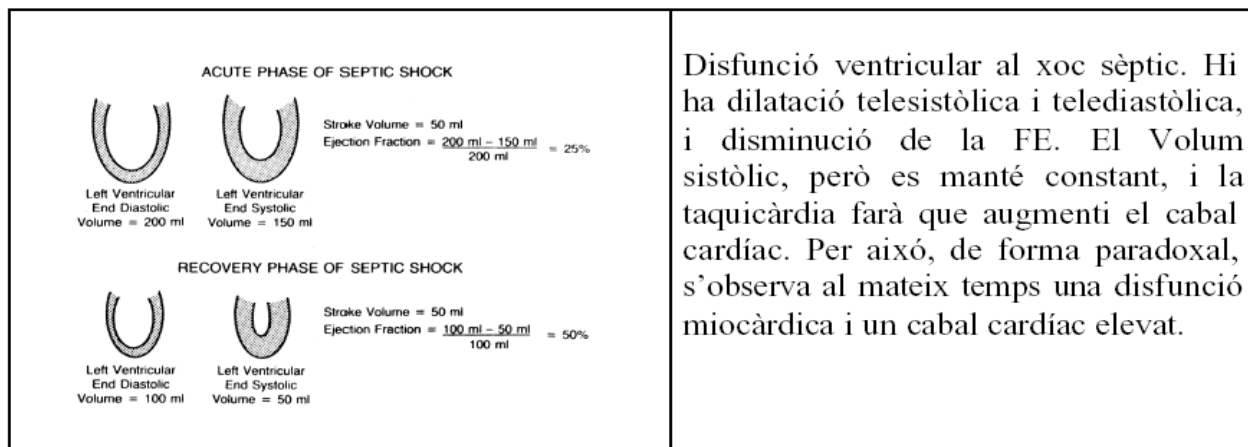 ACUTE PHASE OF SEPTIC SHOCK
Stroke Volume = 50 ml
Ejection Fraction = 200 ml – 150 ml = 25%
200 ml
Left Ventricular
End Diastolic
Volume = 200 ml
Left Ventricular
End Systolic
Volume = 150 ml
RECOVERY PHASE OF SEPTIC SHOCK
Stroke Volume = 50 ml
Ejection Fraction = 100 ml – 50 ml = 50%
100 ml
Left Ventricular
End Diastolic
Volume = 100 ml
Left Ventricular
End Systolic
Volume = 50 ml
Disfunció ventricular al xoc sèptic. Hi
ha dilatació telesistòlica i telediastòlica,
i disminució de la FE. El Volum
sistòlic, però es manté constant, i la
taquicàrdia farà que augmenti el cabal
cardíac. Per aixó, de forma paradoxal,
s’observa al mateix temps una disfunció
miocàrdica i un cabal cardíac elevat.